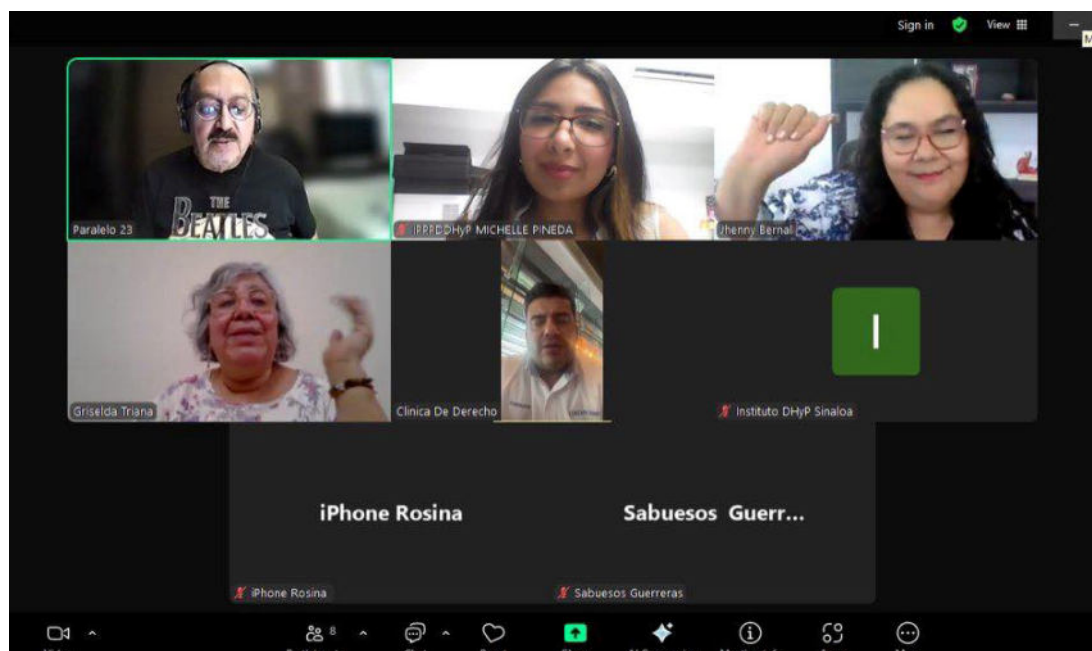 Sign in
View
M
THE
BEATLES
Paralelo 23
IPPPDDHyP MICHELLE PINEDA
Jhenny Bernal
Griselda Triana
Clinica De Derecho
I
Instituto DHyP Sinaloa
iPhone Rosina
Sabuesos Guerr...
iPhone Rosina
Sabuesos Guerreras
8